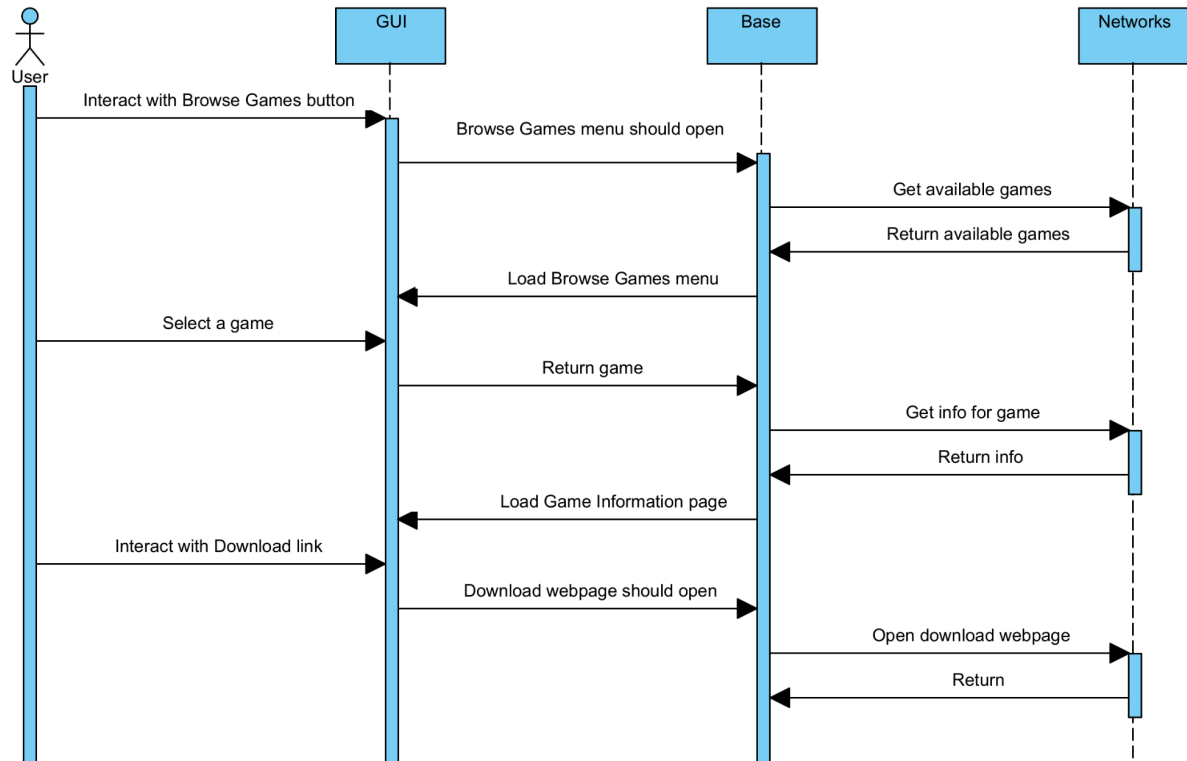 GUI
Base
Networks
User
Interact with Browse Games button
Browse Games menu should open
Get available games
Return available games
Load Browse Games menu
Select a game
Return game
Get info for game
Return info
Load Game Information page
Interact with Download link
Download webpage should open
Open download webpage
Return